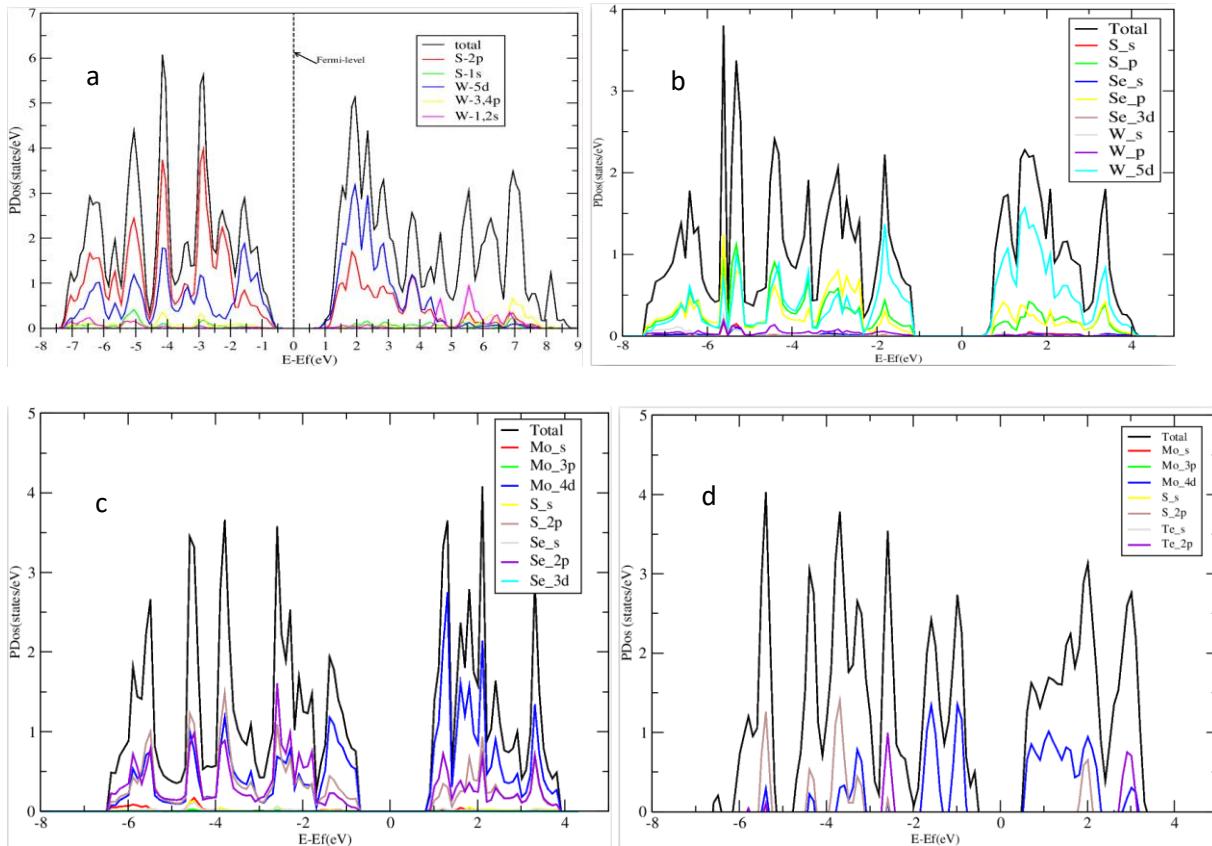 a
PDos(states/eV)
7
6
5
4
3
2
1
0
-8 -7 -6 -5 -4 -3 -2 -1 0 1 2 3 4 5 6 7 8 9
E-Ef(eV)
Fermi-level
total
S-2p
S-1s
W-5d
W-3,4p
W-1,2s
b
PDos(states/eV)
4
3
2
1
0
-8 -6 -4 -2 0 2 4
E-Ef(eV)
Total
S_s
S_p
Se_s
Se_p
Se_3d
W_s
W_p
W_5d
c
PDos(states/eV)
5
4
3
2
1
0
-8 -6 -4 -2 0 2 4
E-Ef(eV)
Total
Mo_s
Mo_3p
Mo_4d
S_s
S_2p
Se_s
Se_2p
Se_3d
d
PDos (states/eV)
5
4
3
2
1
0
-8 -6 -4 -2 0 2 4
E-Ef(eV)
Total
Mo_s
Mo_3p
Mo_4d
S_s
S_2p
Te_s
Te_2p